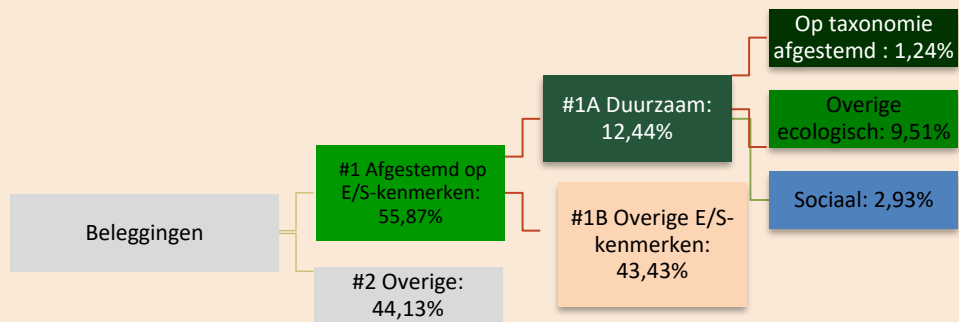 Beleggingen
#1 Afgestemd op
E/S-kenmerken:
55,87%
#2 Overige:
44,13%
#1A Duurzaam:
12,44%
#1B Overige E/S-
kenmerken:
43,43%
Op taxonomie
afgestemd : 1,24%
Overige
ecologisch: 9,51%
Sociaal: 2,93%